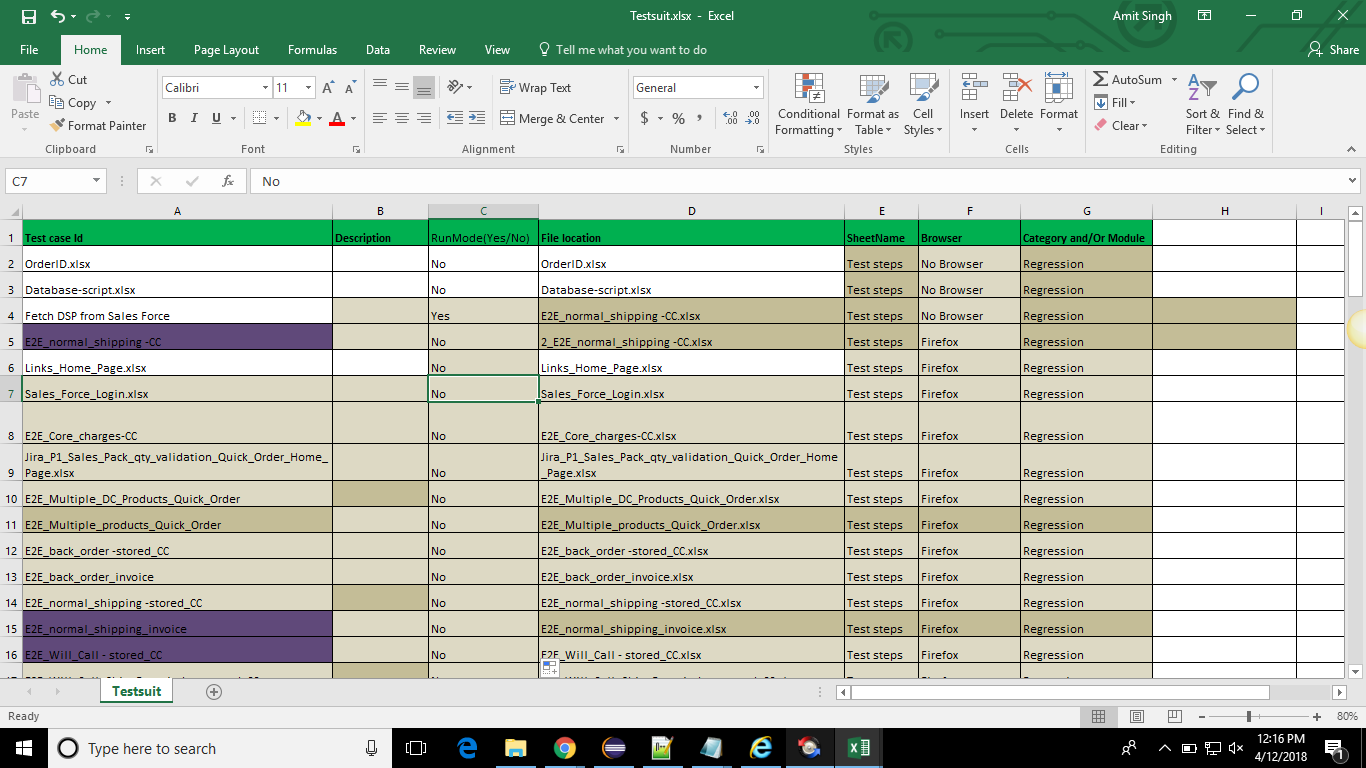 Testsuit.xlsx - Excel
Amit Singh
File Home Insert Page Layout Formulas Data Review View Tell me what you want to do Share
Paste
Cut
Copy
Format Painter
Clipboard
Calibri 11
B I U
Font
Wrap Text
Merge & Center
Alignment
General
$ % ,
Number
Conditional Formatting
Format as Table
Cell Styles
Styles
Insert Delete Format
Cells
AutoSum
Fill
Clear
Sort & Filter
Find & Select
Editing
C7 fx No
A B C D E F G H I
1 Test case Id Description RunMode(Yes/No) File location SheetName Browser Category and/Or Module
2 OrderID.xlsx No OrderID.xlsx Test steps No Browser Regression
3 Database-script.xlsx No Database-script.xlsx Test steps No Browser Regression
4 Fetch DSP from Sales Force Yes E2E_normal_shipping -CC.xlsx Test steps No Browser Regression
5 E2E_normal_shipping -CC No 2_E2E_normal_shipping -CC.xlsx Test steps Firefox Regression
6 Links_Home_Page.xlsx No Links_Home_Page.xlsx Test steps Firefox Regression
7 Sales_Force_Login.xlsx No Sales_Force_Login.xlsx Test steps Firefox Regression
8 E2E_Core_charges-CC No E2E_Core_charges-CC.xlsx Test steps Firefox Regression
9 Jira_P1_Sales_Pack_qty_validation_Quick_Order_Home_Page.xlsx No Jira_P1_Sales_Pack_qty_validation_Quick_Order_Home_Page.xlsx Test steps Firefox Regression
10 E2E_Multiple_DC_Products_Quick_Order No E2E_Multiple_DC_Products_Quick_Order.xlsx Test steps Firefox Regression
11 E2E_Multiple_products_Quick_Order No E2E_Multiple_products_Quick_Order.xlsx Test steps Firefox Regression
12 E2E_back_order -stored_CC No E2E_back_order -stored_CC.xlsx Test steps Firefox Regression
13 E2E_back_order_invoice No E2E_back_order_invoice.xlsx Test steps Firefox Regression
14 E2E_normal_shipping -stored_CC No E2E_normal_shipping -stored_CC.xlsx Test steps Firefox Regression
15 E2E_normal_shipping_invoice No E2E_normal_shipping_invoice.xlsx Test steps Firefox Regression
16 E2E_Will_Call - stored_CC No E2E_Will_Call - stored_CC.xlsx Test steps Firefox Regression
Testsuit
Ready
80%
Type here to search
12:16 PM
4/12/2018
1